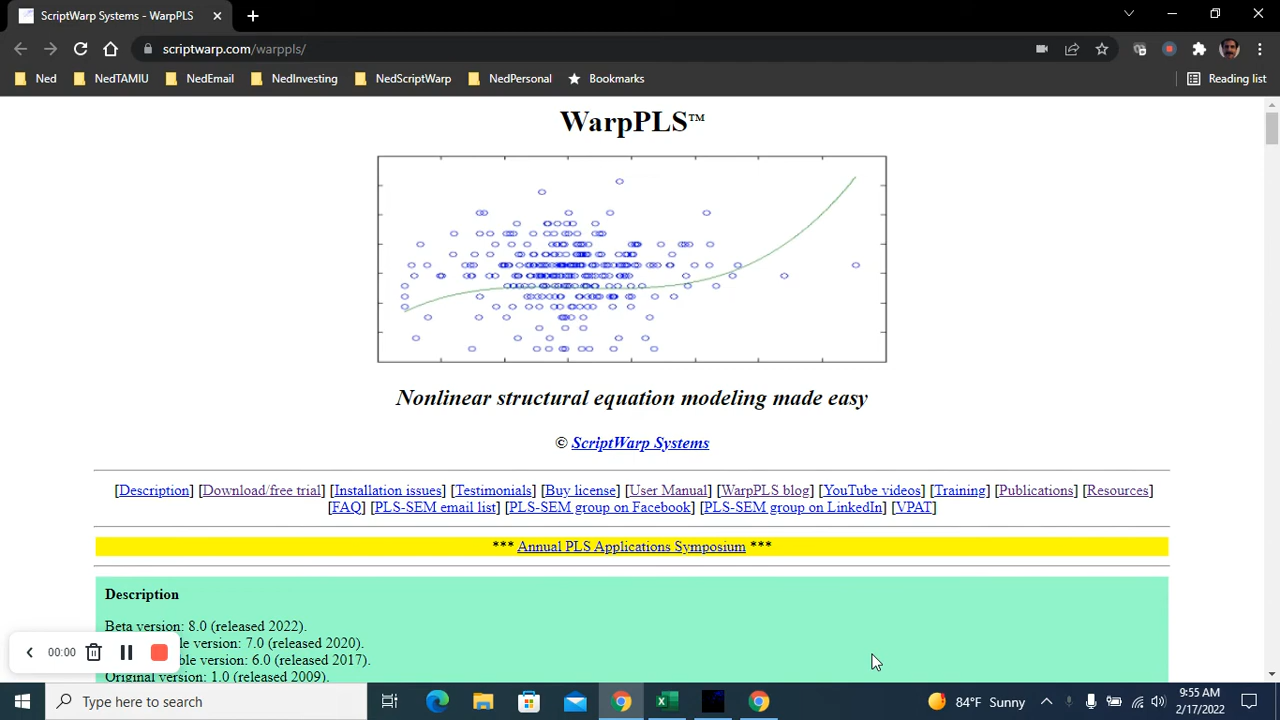 ScriptWarp Systems - WarpPLS
scriptwarp.com/warppls/
Ned NedTAMIU NedEmail NedInvesting NedScriptWarp NedPersonal Bookmarks Reading list
WarpPLS™
Nonlinear structural equation modeling made easy
© ScriptWarp Systems
[Description] [Download/free trial] [Installation issues] [Testimonials] [Buy license] [User Manual] [WarpPLS blog] [YouTube videos] [Training] [Publications] [Resources]
[FAQ] [PLS-SEM email list] [PLS-SEM group on Facebook] [PLS-SEM group on LinkedIn] [VPAT]
*** Annual PLS Applications Symposium ***
Description
Beta version: 8.0 (released 2022).
le version: 7.0 (released 2020).
ble version: 6.0 (released 2017).
Original version: 1.0 (released 2009).
00:00
Type here to search
84°F Sunny
9:55 AM
2/17/2022